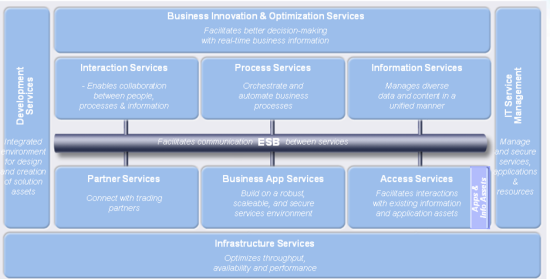 Business Innovation & Optimization Services
Facilitates better decision-making
with real-time business information
Development
Services
Integrated
environment
for design
and creation
of solution
assets
Interaction Services
- Enables collaboration
between people,
processes & information
Process Services
Orchestrate and
automate business
processes
Information Services
Manages diverse
data and content in a
unified manner
IT Service
Management
Manage
and secure
services,
applications
&
resources
Facilitates communication ESB between services
Partner Services
Connect with trading
partners
Business App Services
Build on a robust,
scaleable, and secure
services environment
Access Services
Facilitates interactions
with existing information
and application assets
Apps &
Info Assets
Infrastructure Services
Optimizes throughput,
availability and performance